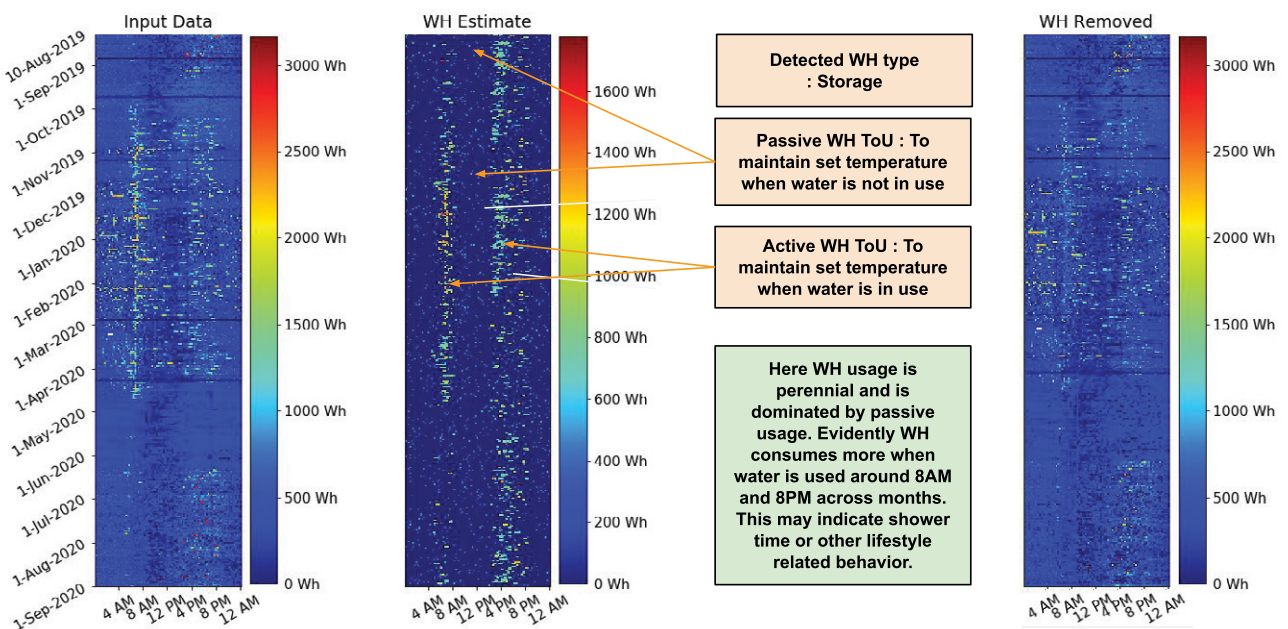 Input Data
10-Aug-2019
1-Sep-2019
1-Oct-2019
1-Nov-2019
1-Dec-2019
1-Jan-2020
1-Feb-2020
1-Mar-2020
1-Apr-2020
1-May-2020
1-Jun-2020
1-Jul-2020
1-Aug-2020
1-Sep-2020
4 AM
8 AM
12 PM
4 PM
8 PM
12 AM
3000 Wh
2500 Wh
2000 Wh
1500 Wh
1000 Wh
500 Wh
0 Wh
WH Estimate
4 AM
8 AM
12 PM
4 PM
8 PM
12 AM
1600 Wh
1400 Wh
1200 Wh
1000 Wh
800 Wh
600 Wh
400 Wh
200 Wh
0 Wh
Detected WH type
: Storage
Passive WH ToU : To
maintain set temperature
when water is not in use
Active WH ToU : To
maintain set temperature
when water is in use
Here WH usage is
perennial and is
dominated by passive
usage. Evidently WH
consumes more when
water is used around 8AM
and 8PM across months.
This may indicate shower
time or other lifestyle
related behavior.
WH Removed
4 AM
8 AM
12 PM
4 PM
8 PM
12 AM
3000 Wh
2500 Wh
2000 Wh
1500 Wh
1000 Wh
500 Wh
0 Wh